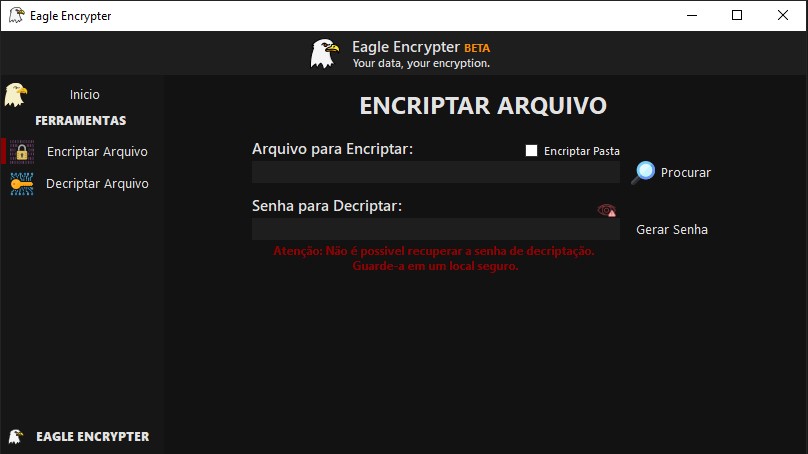 Eagle Encrypter
Eagle Encrypter BETA
Your data, your encryption.
Inicio
FERRAMENTAS
Encriptar Arquivo
Decriptar Arquivo
EAGLE ENCRYPTER
ENCRIPTAR ARQUIVO
Arquivo para Encriptar:
Encriptar Pasta
Procurar
Senha para Decriptar:
Gerar Senha
Atenção: Não é possivel recuperar a senha de decriptação.
Guarde-a em um local seguro.